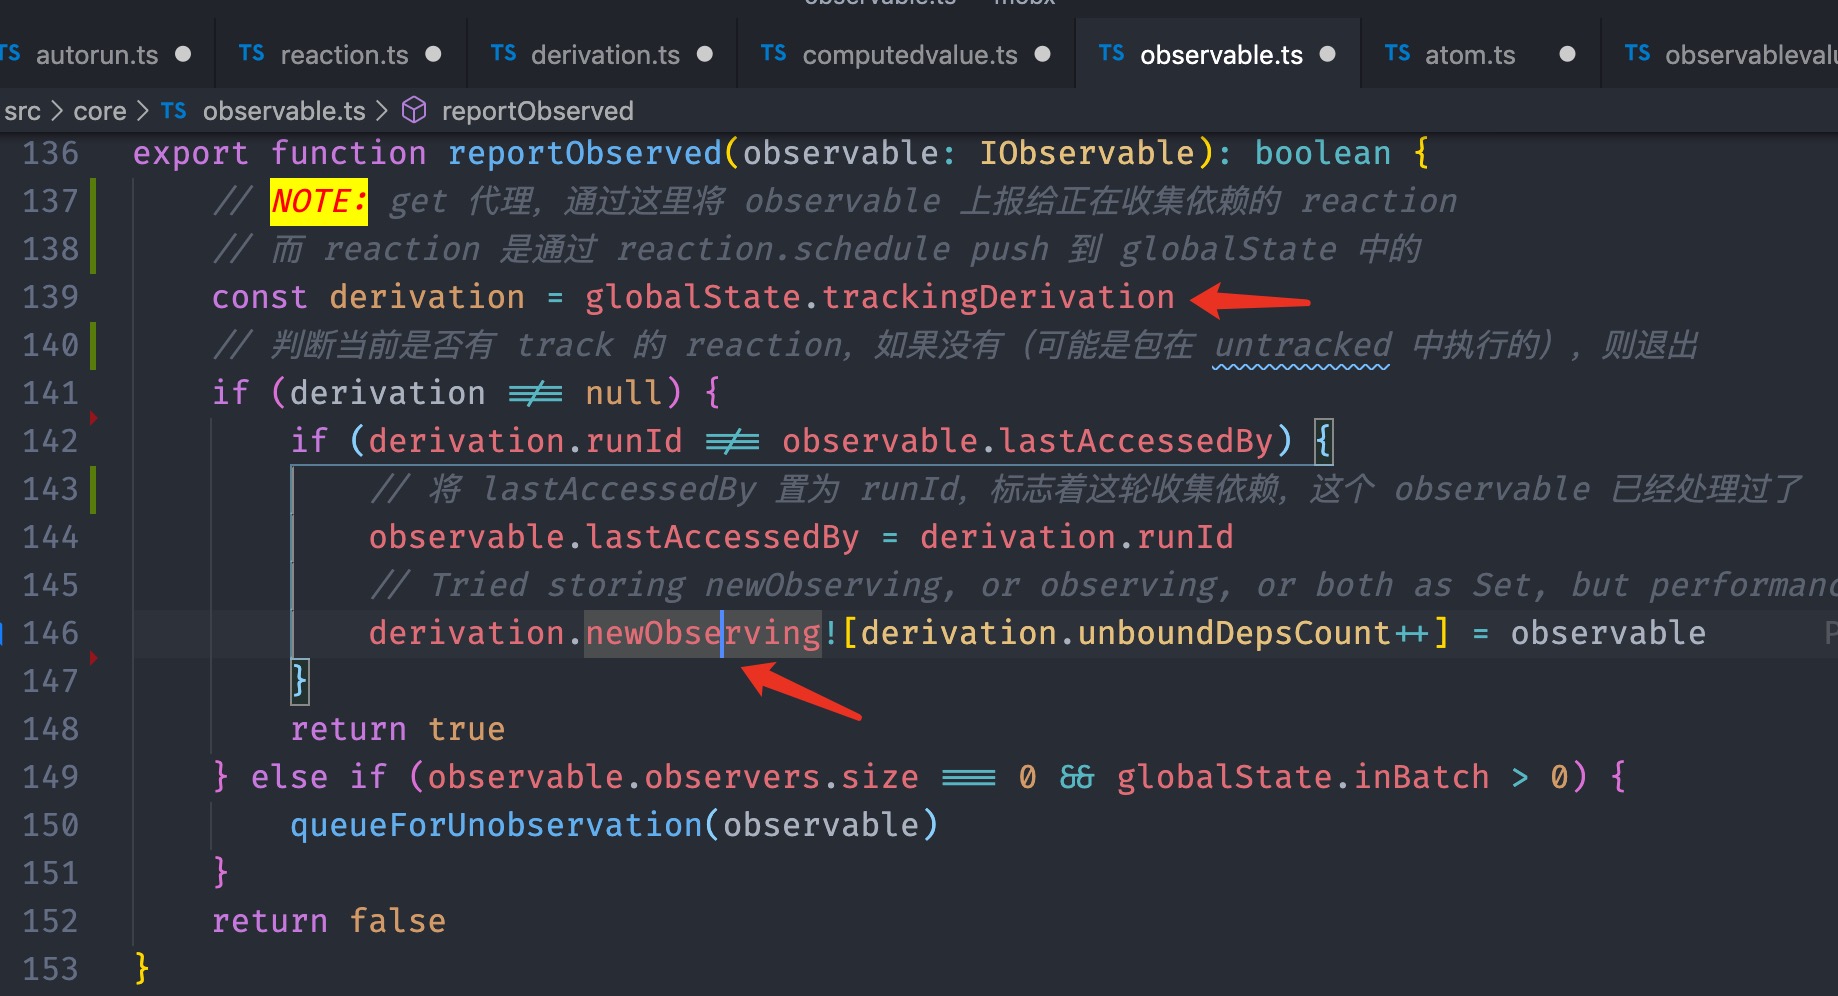 TS autorun.ts ● TS reaction.ts ● TS derivation.ts ● TS computedvalue.ts ● TS observable.ts ● TS atom.ts ● TS
src > core > TS observable.ts > reportObserved
136 export function reportObserved(observable: IObservable): boolean {
137 // NOTE: get 代理，通过这里将 observable 上报给正在收集依赖的 reaction
138 // 而 reaction 是通过 reaction.schedule push 到 globalState 中的
139 const derivation = globalState.trackingDerivation
140 // 判断当前是否有 track 的 reaction，如果没有（可能是包在 untracked 中执行的），则退出
141 if (derivation !== null) {
142 if (derivation.runId !== observable.lastAccessedBy) {
143 // 将 lastAccessedBy 置为 runId，标志着这轮收集依赖，这个 observable 已经处理过了
144 observable.lastAccessedBy = derivation.runId
145 // Tried storing newObserving, or observing, or both as Set, but
146 derivation.newObserving![derivation.unboundDepsCount++] = observable
147 }
148 return true
149 } else if (observable.observers.size === 0 && globalState.inBatch > 0) {
150 queueForUnobservation(observable)
151 }
152 return false
153 }